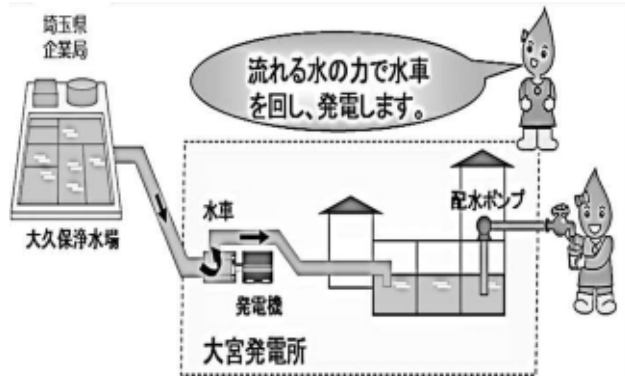 埼玉県
企業局
流れる水の力で水車
を回し、発電します。
大久保浄水場
水車
配水ポンプ
発電機
大宮発電所